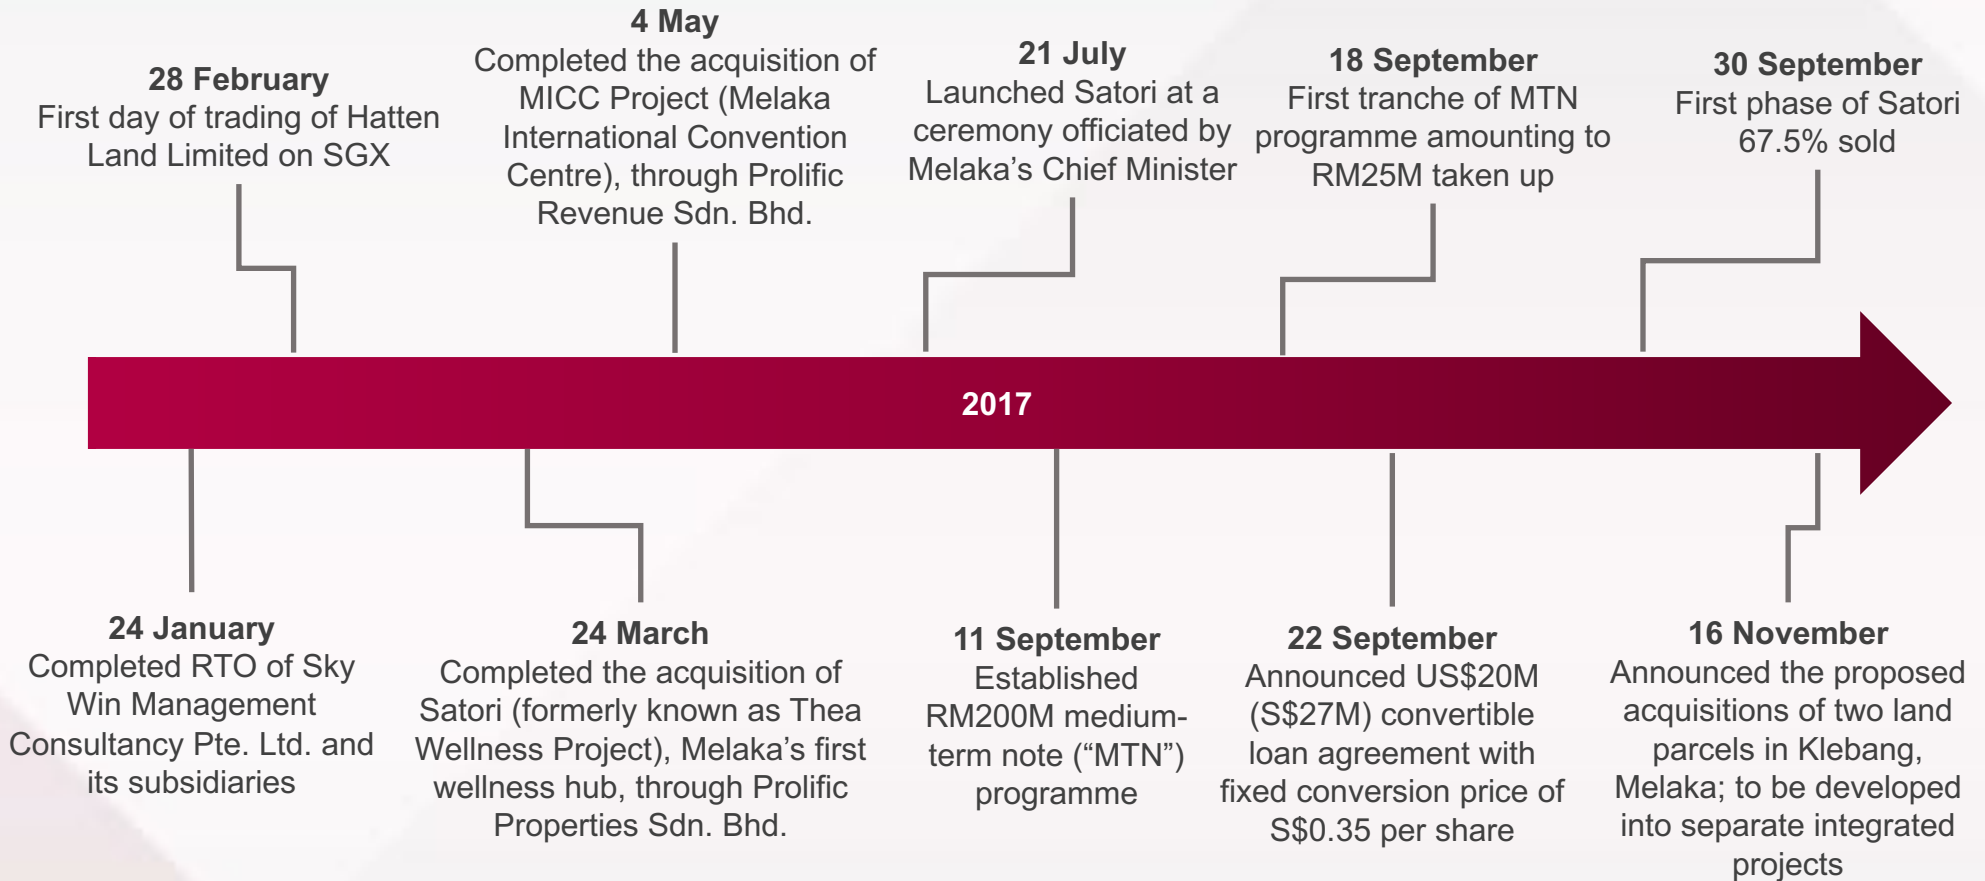 28 February
First day of trading of Hatten
Land Limited on SGX
4 May
Completed the acquisition of
MICC Project (Melaka
International Convention
Centre), through Prolific
Revenue Sdn. Bhd.
21 July
Launched Satori at a
ceremony officiated by
Melaka’s Chief Minister
18 September
First tranche of MTN
programme amounting to
RM25M taken up
30 September
First phase of Satori
67.5% sold
2017
24 January
Completed RTO of Sky
Win Management
Consultancy Pte. Ltd. and
its subsidiaries
24 March
Completed the acquisition of
Satori (formerly known as Thea
Wellness Project), Melaka’s first
wellness hub, through Prolific
Properties Sdn. Bhd.
11 September
Established
RM200M medium-
term note (“MTN”)
programme
22 September
Announced US$20M
(S$27M) convertible
loan agreement with
fixed conversion price of
S$0.35 per share
16 November
Announced the proposed
acquisitions of two land
parcels in Klebang,
Melaka; to be developed
into separate integrated
projects